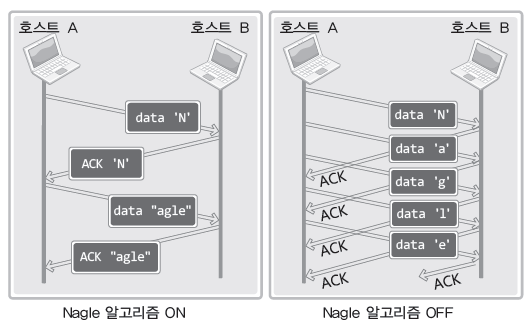 호스트 A 호스트 B
data 'N'
ACK 'N'
data "agle"
ACK "agle"
Nagle 알고리즘 ON
호스트 A 호스트 B
data 'N'
data 'a'
ACK
data 'g'
ACK
data 'l'
ACK
data 'e'
ACK
ACK
Nagle 알고리즘 OFF